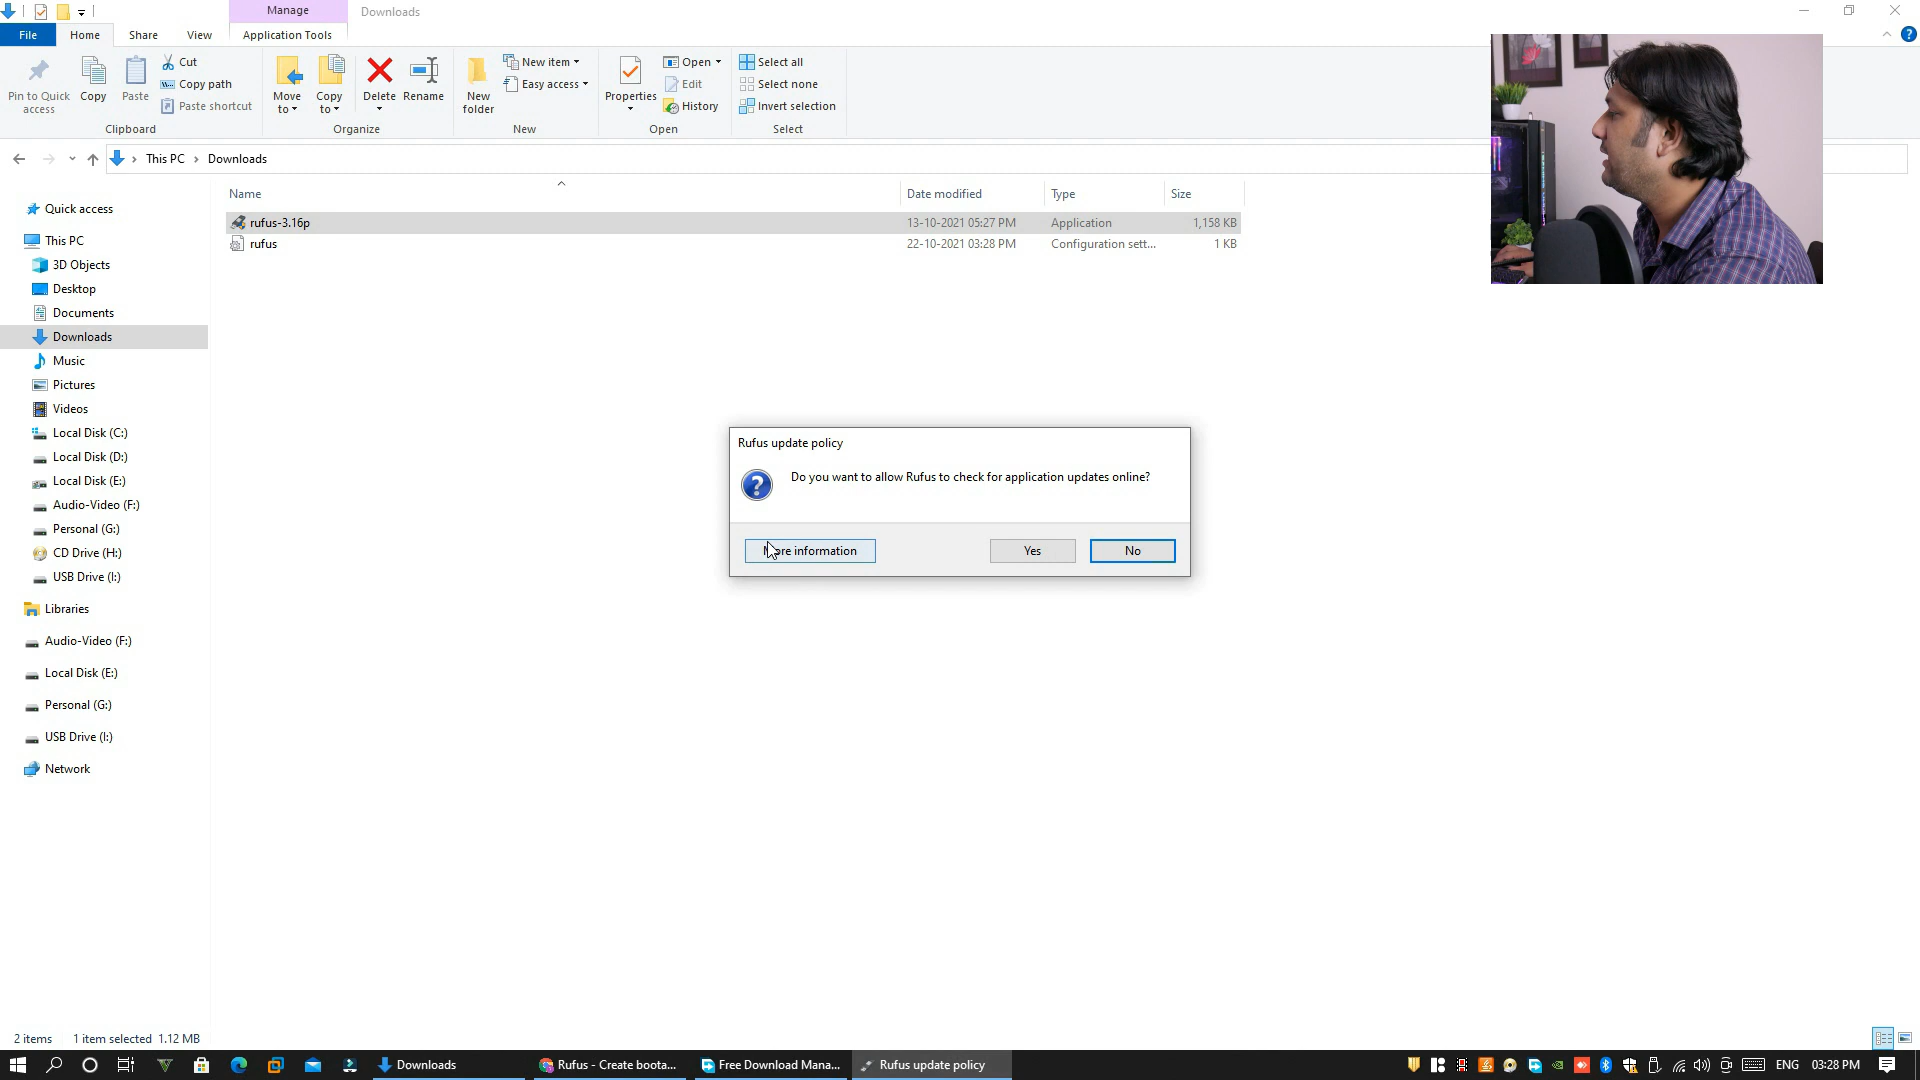 Manage
Downloads
File
Home
Share
View
Application Tools
Pin to Quick
access
Copy
Paste
Cut
Copy path
Paste shortcut
Clipboard
Move
to
Copy
to
Delete
Rename
Organize
New
folder
New item
Easy access
New
Properties
Open
Edit
History
Open
Select all
Select none
Invert selection
Select
This PC
Downloads
Name
Date modified
Type
Size
rufus-3.16p
13-10-2021 05:27 PM
Application
1,158 KB
rufus
22-10-2021 03:28 PM
Configuration sett...
1 KB
Quick access
This PC
3D Objects
Desktop
Documents
Downloads
Music
Pictures
Videos
Local Disk (C:)
Local Disk (D:)
Local Disk (E:)
Audio-Video (F:)
Personal (G:)
CD Drive (H:)
USB Drive (I:)
Libraries
Audio-Video (F:)
Local Disk (E:)
Personal (G:)
USB Drive (I:)
Network
Rufus update policy
Do you want to allow Rufus to check for application updates online?
More information
Yes
No
2 items
1 item selected 1.12 MB
Downloads
Rufus - Create boota...
Free Download Mana...
Rufus update policy
ENG
03:28 PM